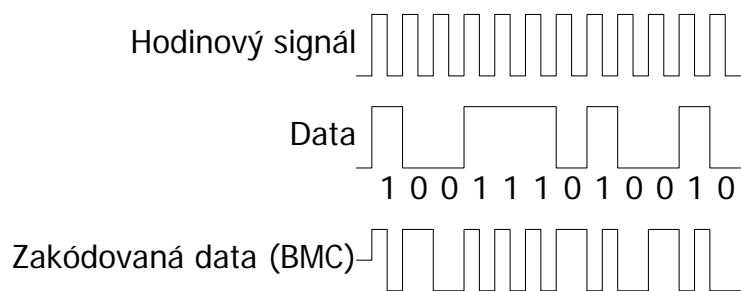 Hodinový signál
Data
1 0 0 1 1 1 0 1 0 0 1 0
Zakódovaná data (BMC)